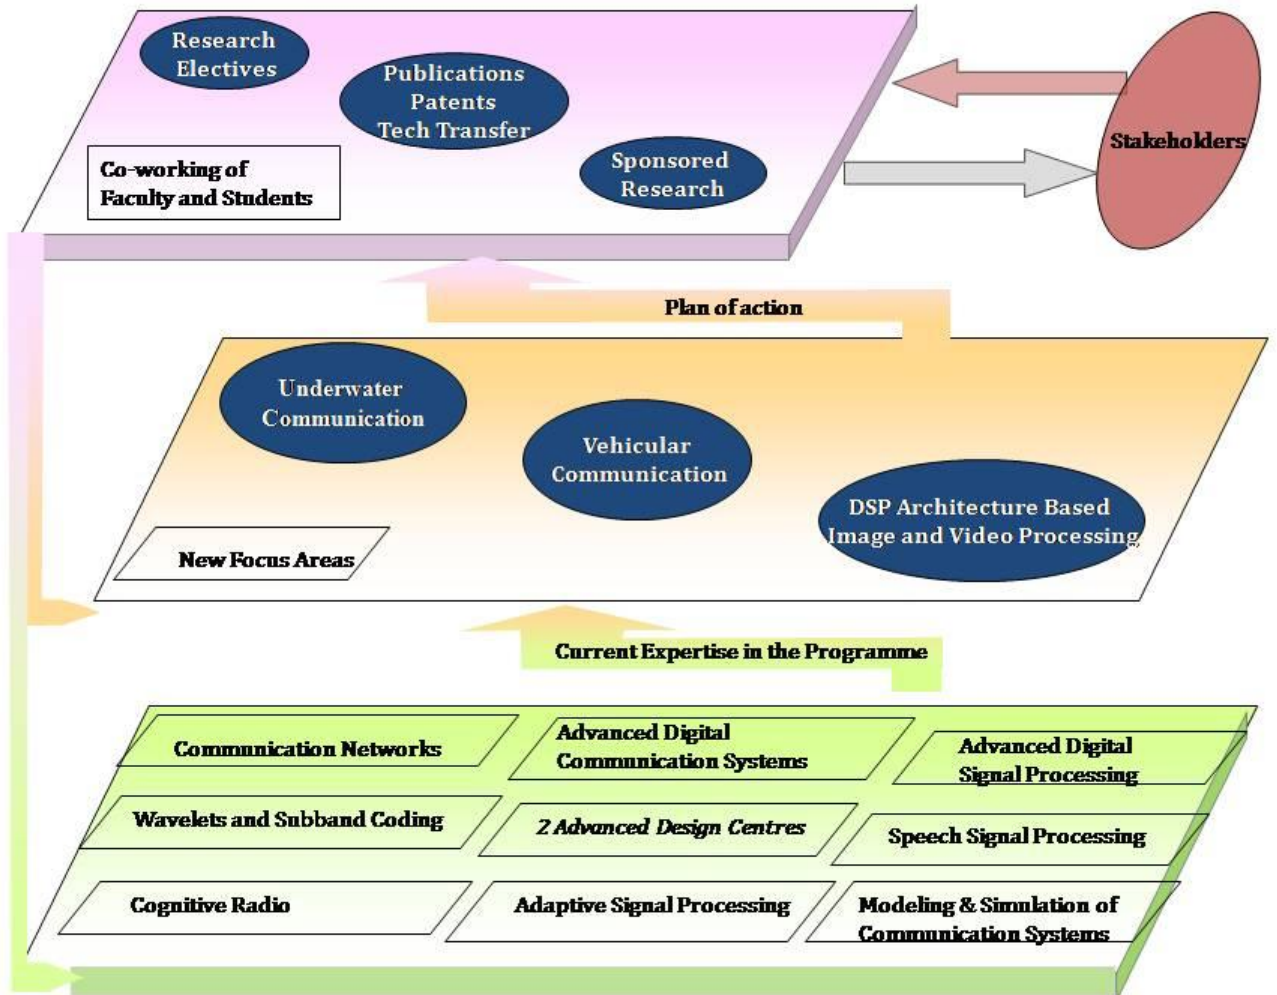 Research
Electives
Publications
Patents
Tech Transfer
Sponsored
Research
Co-working of
Faculty and Students
Stakeholders
Plan of action
Underwater
Communication
Vehicular
Communication
DSP Architecture Based
Image and Video Processing
New Focus Areas
Current Expertise in the Programme
Communication Networks
Advanced Digital
Communication Systems
Advanced Digital
Signal Processing
Wavelets and Subband Coding
2 Advanced Design Centres
Speech Signal Processing
Cognitive Radio
Adaptive Signal Processing
Modeling & Simulation of
Communication Systems